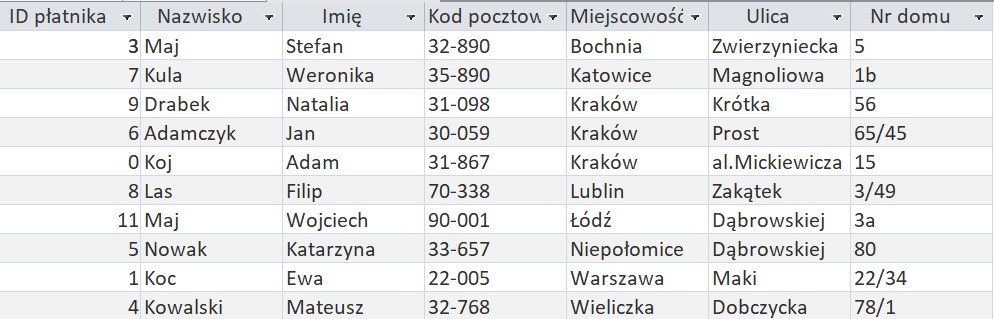 ID płatnika Nazwisko Imię Kod pocztow Miejscowość Ulica Nr domu
3 Maj Stefan 32-890 Bochnia Zwierzyniecka 5
7 Kula Weronika 35-890 Katowice Magnoliowa 1b
9 Drabek Natalia 31-098 Kraków Krótka 56
6 Adamczyk Jan 30-059 Kraków Prost 65/45
0 Koj Adam 31-867 Kraków al.Mickiewicza 15
8 Las Filip 70-338 Lublin Zakątek 3/49
11 Maj Wojciech 90-001 Łódź Dąbrowskiej 3a
5 Nowak Katarzyna 33-657 Niepołomice Dąbrowskiej 80
1 Koc Ewa 22-005 Warszawa Maki 22/34
4 Kowalski Mateusz 32-768 Wieliczka Dobczycka 78/1